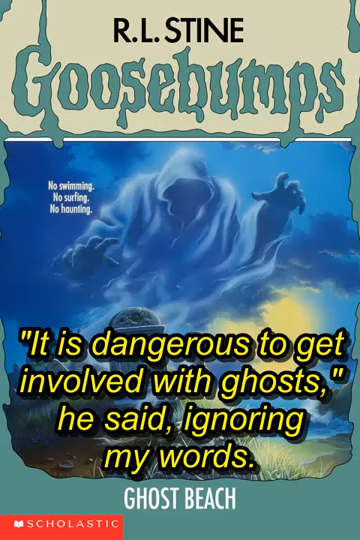 R.L. STINE
Goosebumps
No swimming.
No surfing.
No haunting.
"It is dangerous to get
involved with ghosts,"
he said, ignoring
my words.
GHOST BEACH
SCHOLASTIC